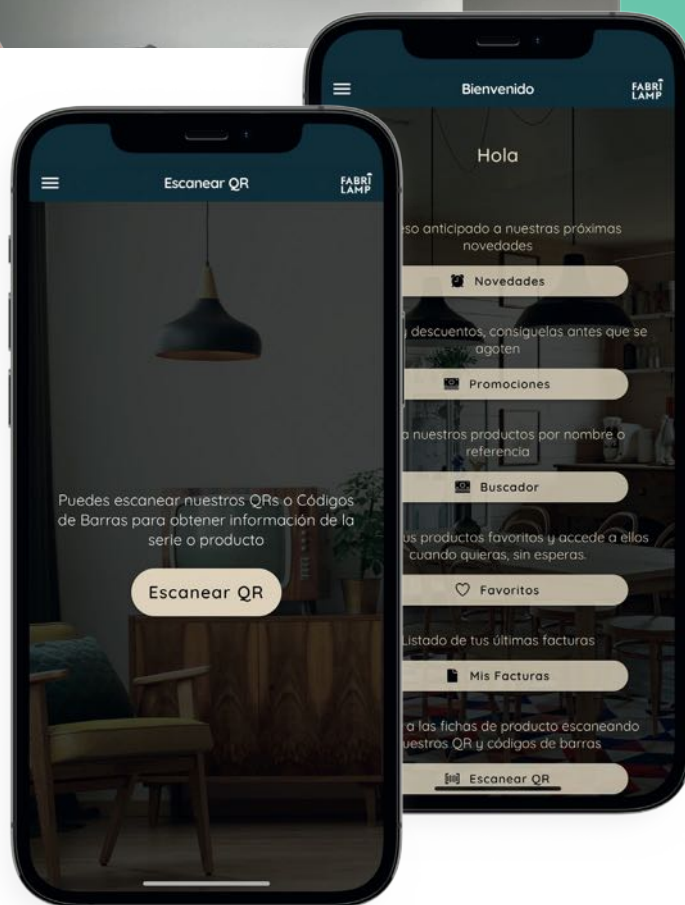 Escanear QR
FABRI
LAMP
Puedes escanear nuestros QRs o Códigos
de Barras para obtener información de la
serie o producto
Escanear QR
Bienvenido
FABRI
LAMP
Hola
anticipado a nuestras próximas
novedades
Novedades
descuentos, consíguelas antes que se
agoten
Promociones
nuestros productos por nombre o
referencia
Buscador
productos favoritos y accede a ellos
cuando quieras, sin esperas.
Favoritos
Listado de tus últimas facturas
Mis Facturas
a las fichas de producto escaneando
QR y códigos de barras
Escanear QR